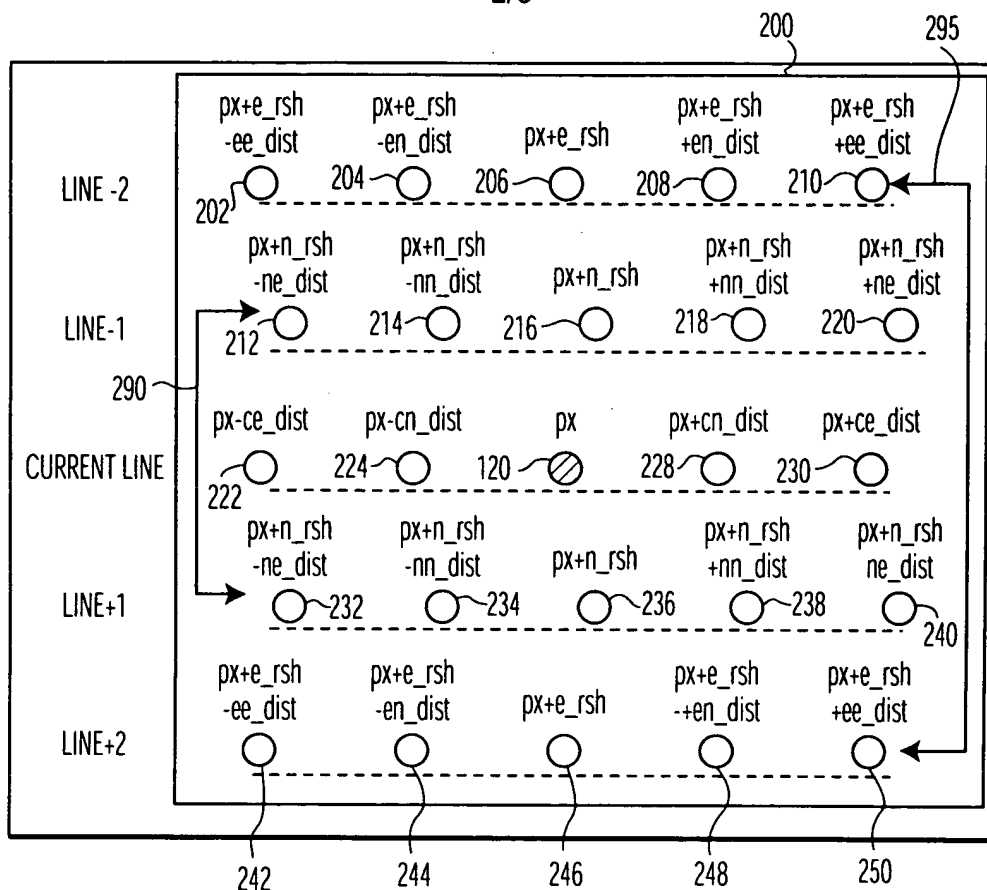 200 295
px+e_rsh px+e_rsh px+e_rsh px+e_rsh px+e_rsh
-ee_dist -en_dist +en_dist +ee_dist
LINE -2 202 204 206 208 210
px+n_rsh px+n_rsh px+n_rsh px+n_rsh px+n_rsh
-ne_dist -nn_dist +nn_dist +ne_dist
LINE-1 212 214 216 218 220
290
px-ce_dist px-cn_dist px px+cn_dist px+ce_dist
CURRENT LINE 222 224 120 228 230
px+n_rsh px+n_rsh px+n_rsh px+n_rsh px+n_rsh
-ne_dist -nn_dist +nn_dist ne_dist
LINE+1 232 234 236 238 240
px+e_rsh px+e_rsh px+e_rsh px+e_rsh px+e_rsh
-ee_dist -en_dist -+en_dist +ee_dist
LINE+2
242 244 246 248 250